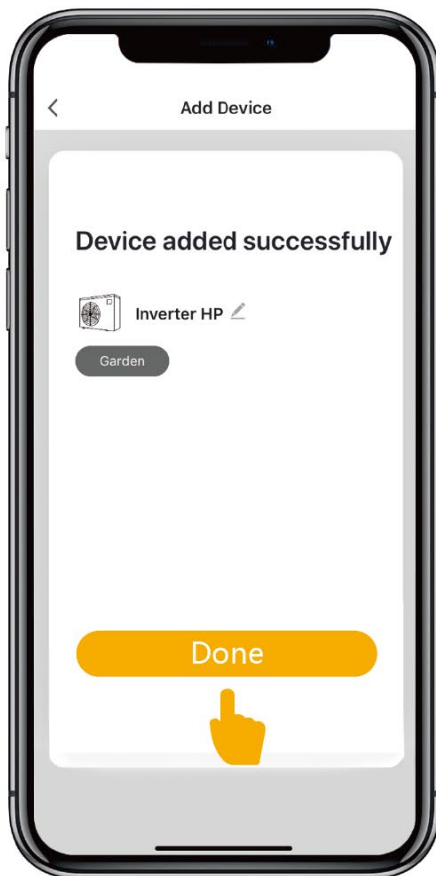 Add Device
Device added successfully
Inverter HP
Garden
Done